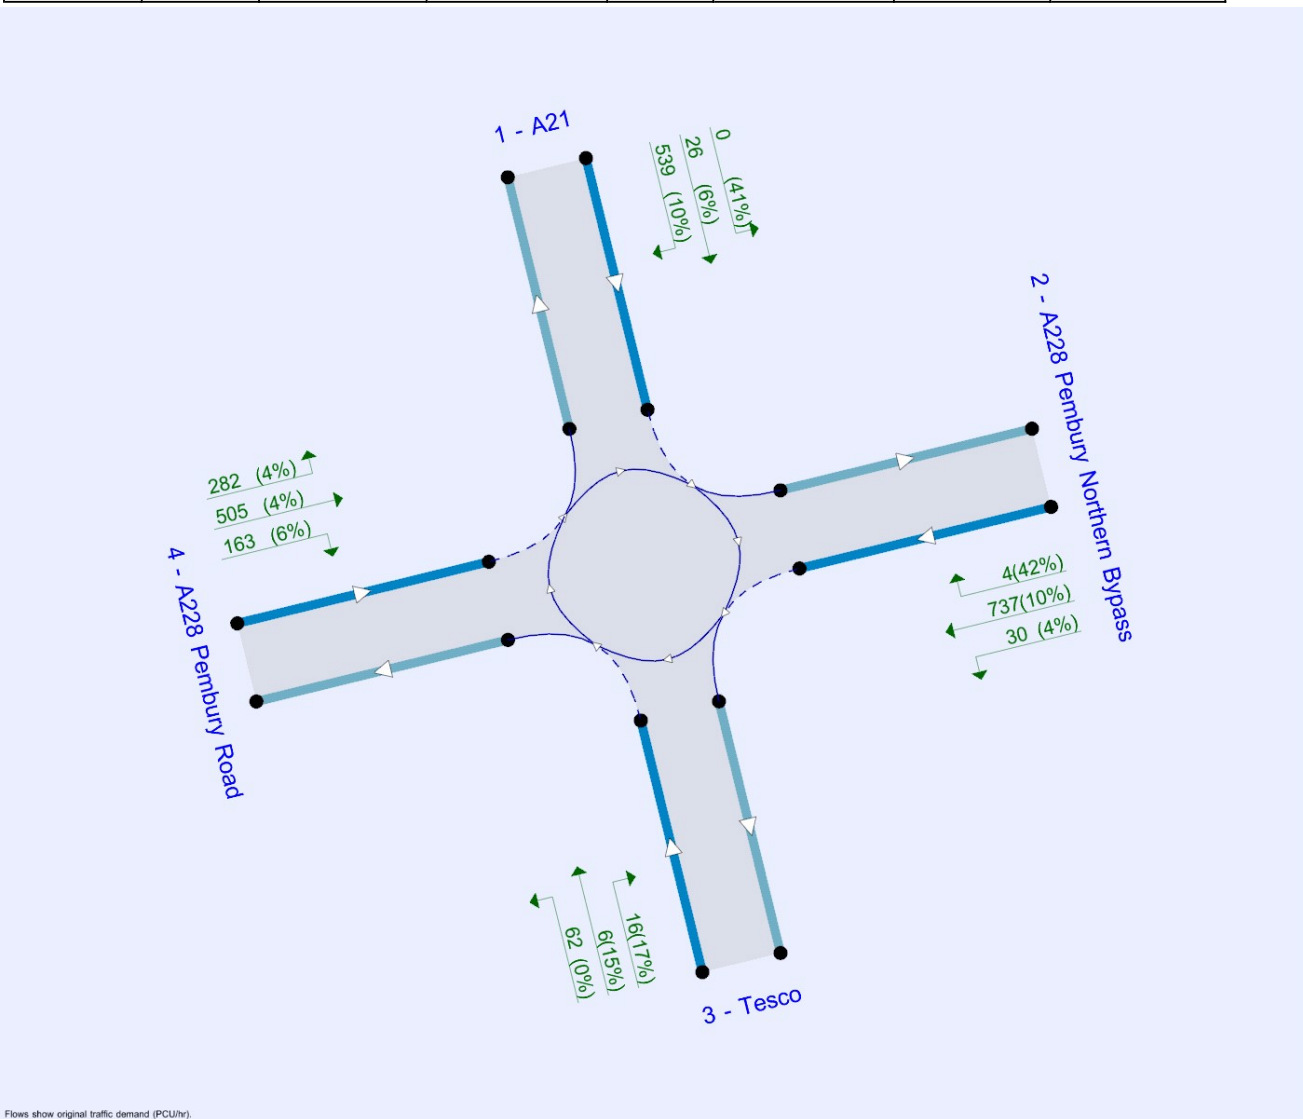 1 - A21
0 (41%)
26 (6%)
539 (10%)
2 - A228 Pembury Northern Bypass
282 (4%)
505 (4%)
163 (6%)
4 - A228 Pembury Road
4(42%)
737(10%)
30 (4%)
16(17%)
6(15%)
62 (0%)
3 - Tesco
Flows show original traffic demand (PCU/hr).